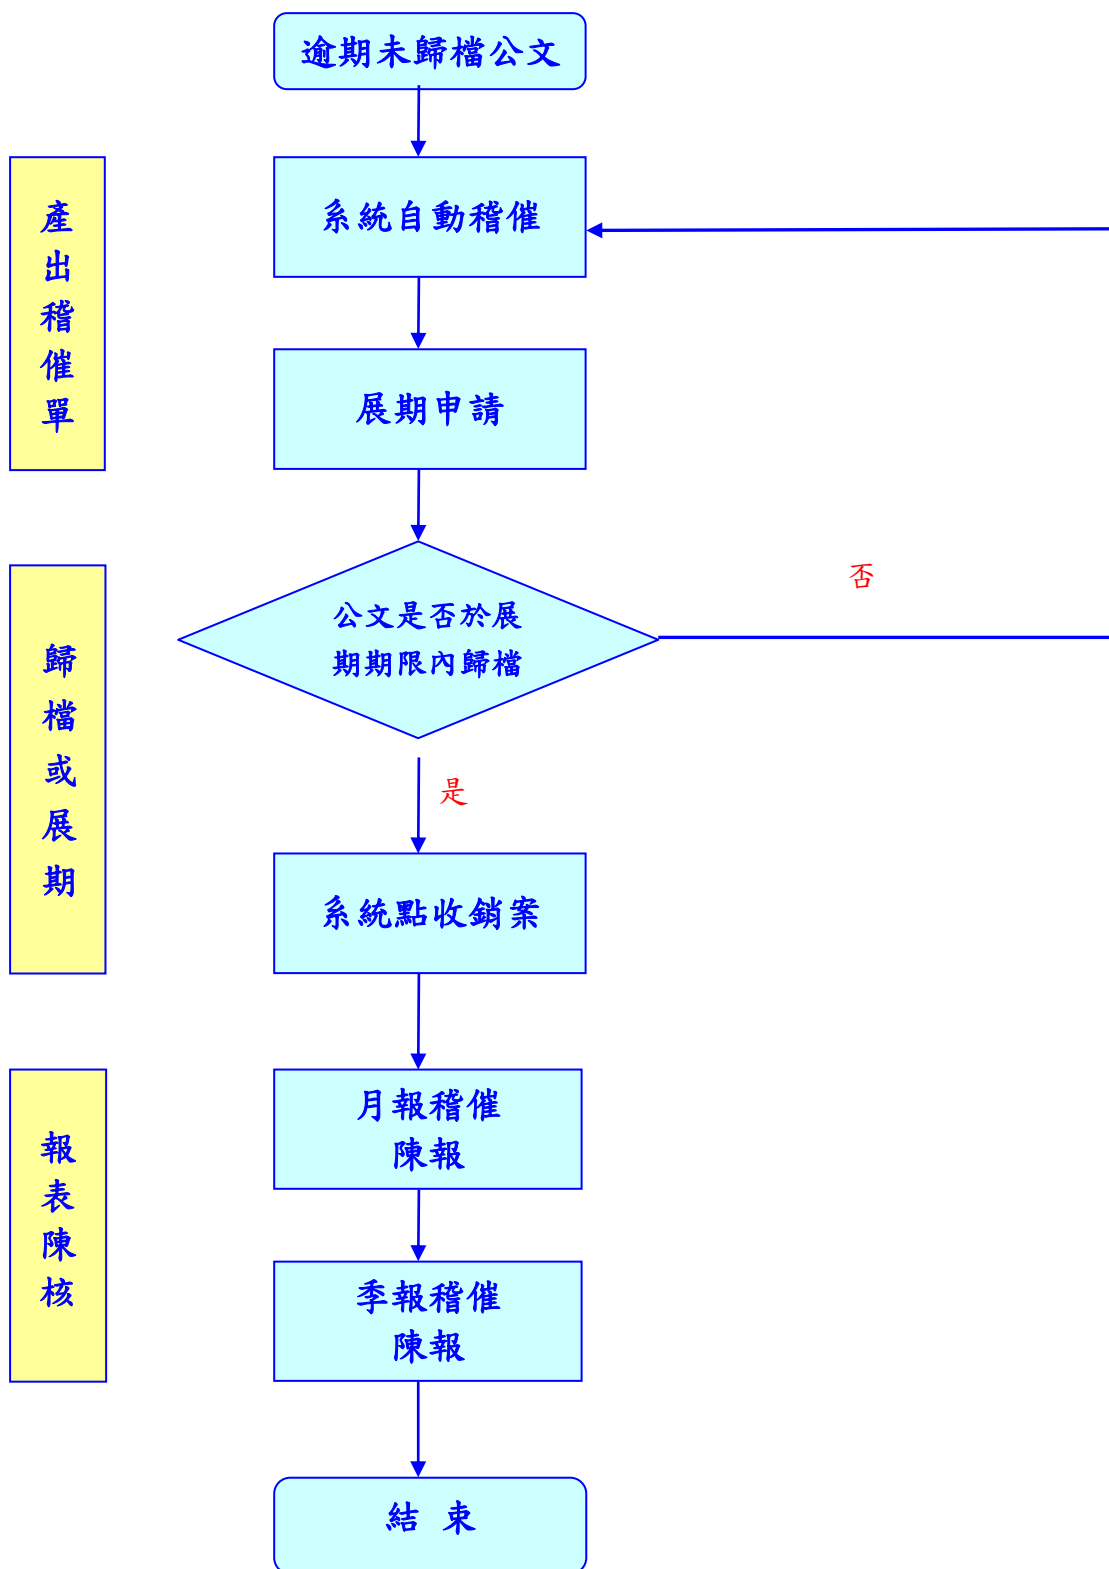 逾期未歸檔公文
產出稽催單
系統自動稽催
展期申請
歸檔或展期
公文是否於展
期期限內歸檔
否
是
系統點收銷案
報表陳核
月報稽催
陳報
季報稽催
陳報
結 束